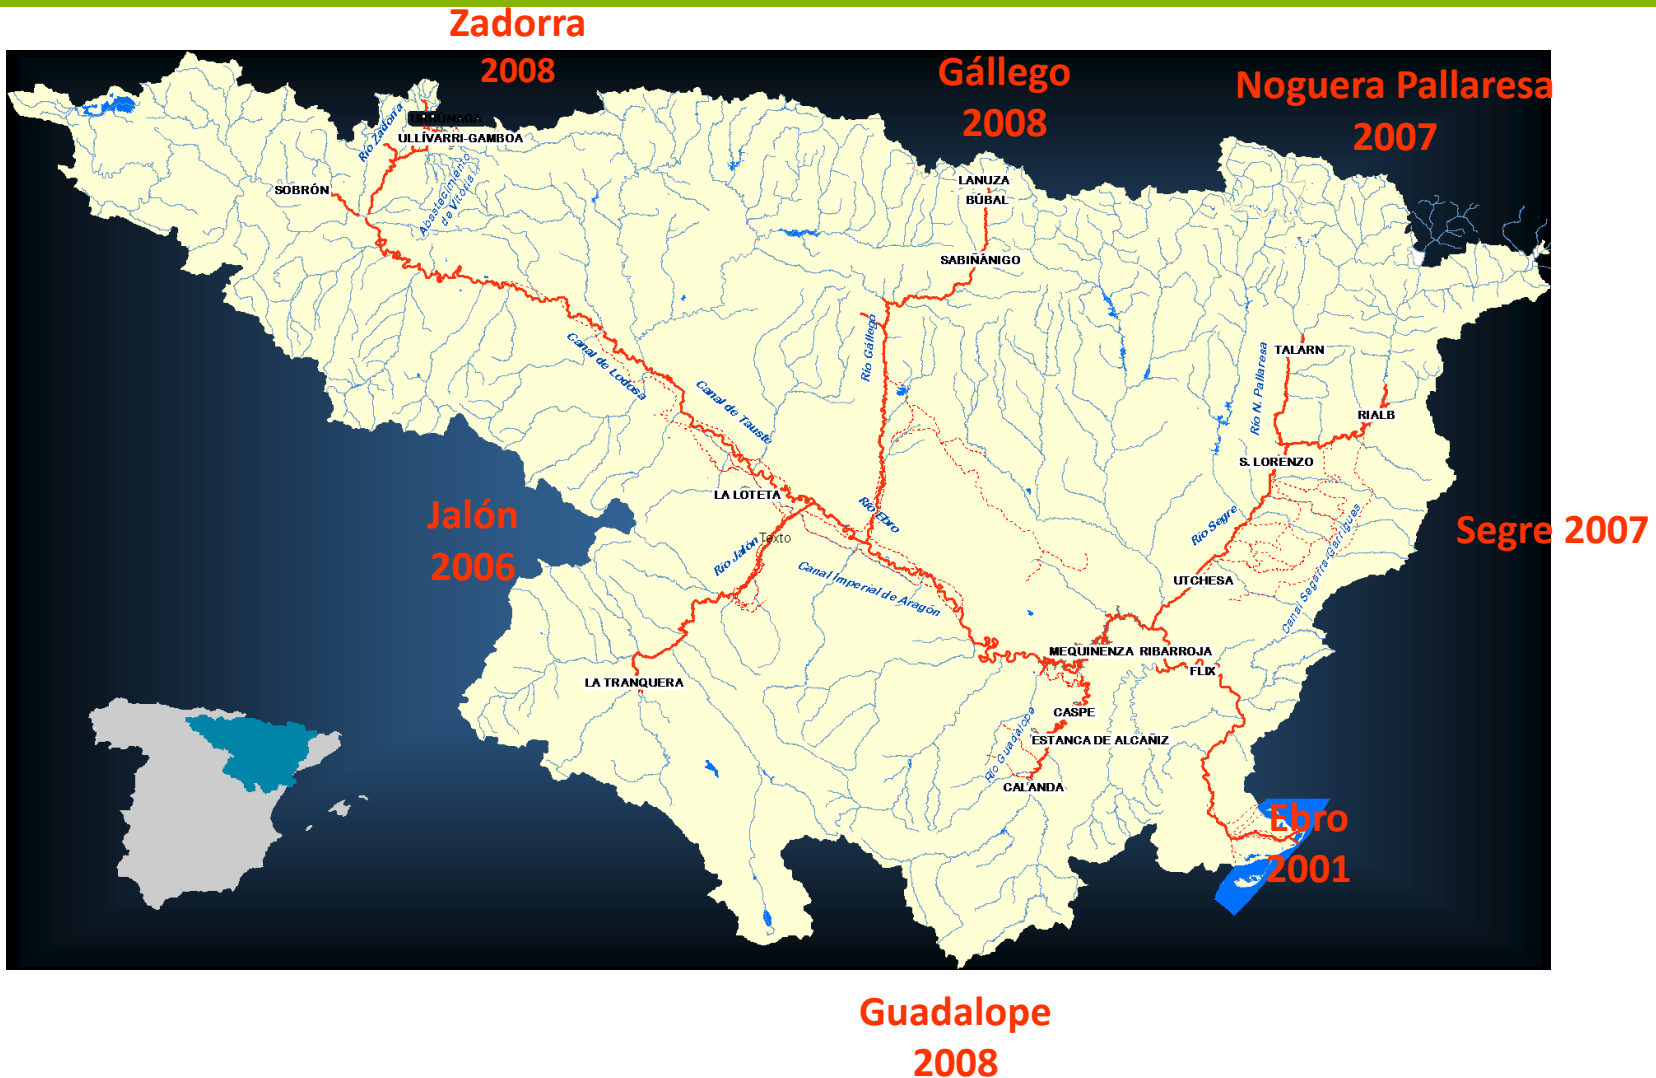 Zadorra
2008
Gállego
2008
Noguera Pallaresa
2007
URRÚNAGA
ULLÍVARRI-GAMBOA
Río Zadorra
Abastecimiento
de Vitoria
SOBRÓN
LANUZA
BÚBAL
SABIÑÁNIGO
Río Gállego
Canal de Lodosa
Canal de Tauste
TALARN
Río N. Pallaresa
RIALB
S. LORENZO
LA LOTETA
Río Ebro
Río Segre
Canal Segarra Garrigues
Jalón
2006
Segre 2007
Texto
Río Jalón
Canal Imperial de Aragón
UTCHESA
MEQUINENZA RIBARROJA
FLIX
LA TRANQUERA
CASPE
Río Guadalope
ESTANCA DE ALCAÑIZ
CALANDA
Ebro
2001
Guadalope
2008